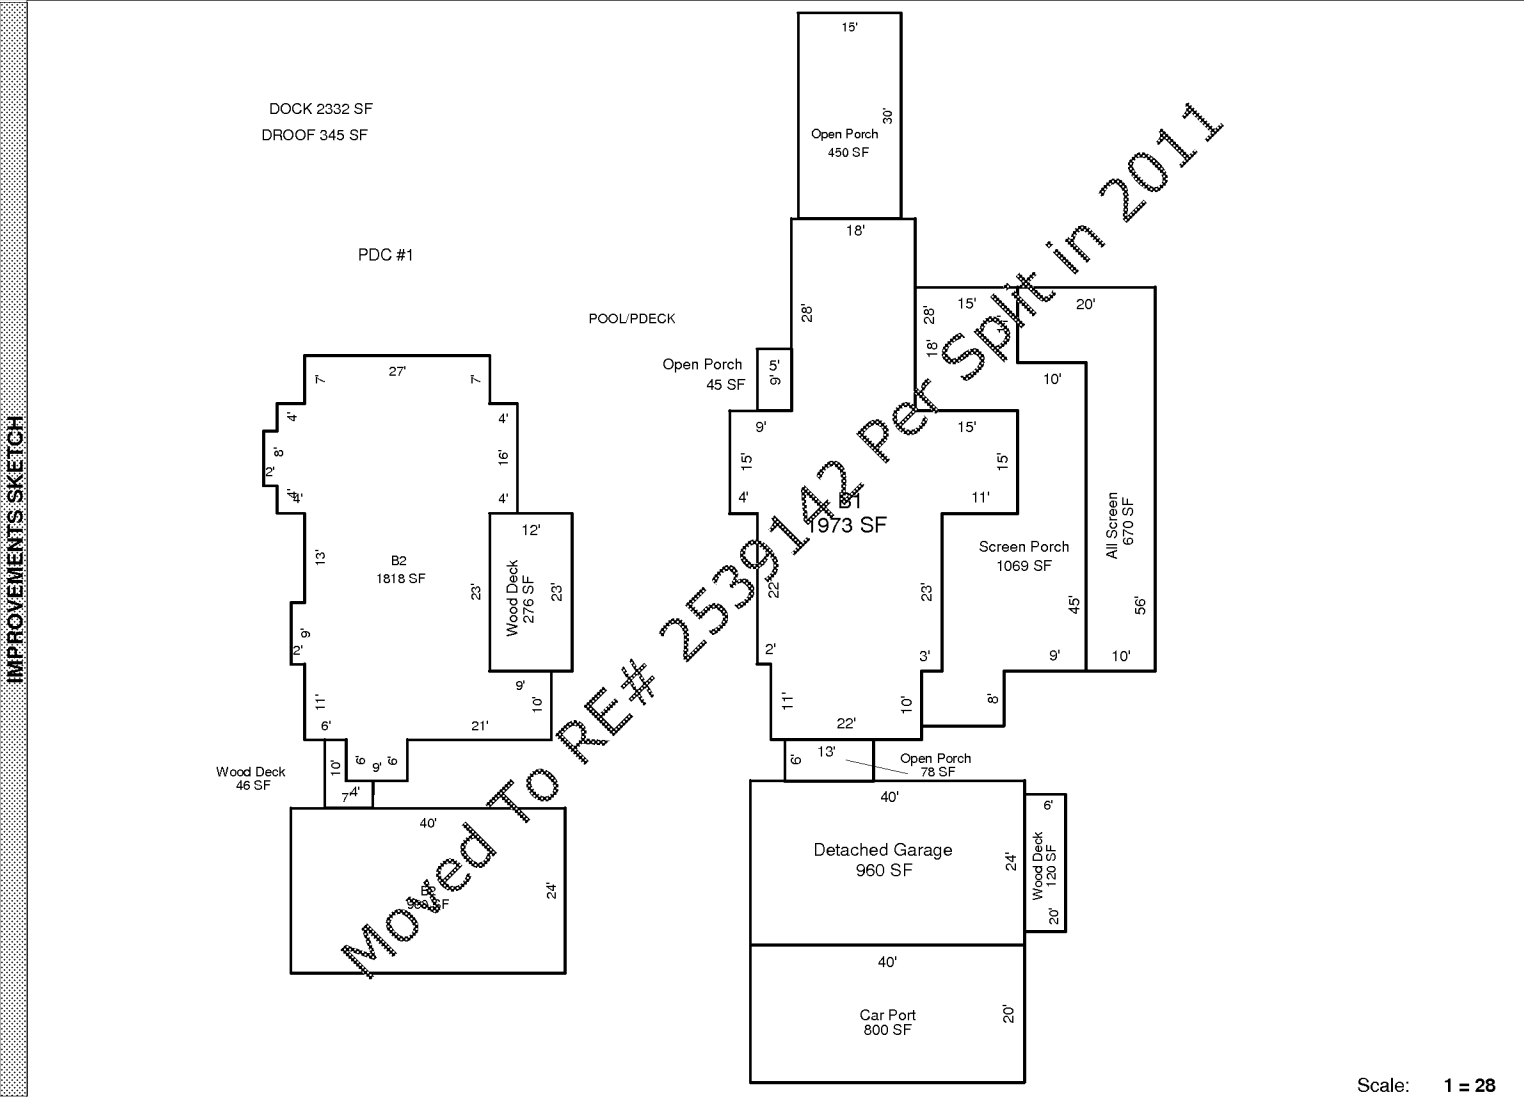 IMPROVEMENTS SKETCH
DOCK 2332 SF
DROOF 345 SF
PDC #1
POOL/PDECK
15'
30'
Open Porch
450 SF
18'
28'
28'
18'
15'
20'
Open Porch
45 SF
5'
9'
9'
15'
4'
15'
15'
11'
10'
B1
1973 SF
22'
2'
11'
22'
10'
3'
23'
Screen Porch
1069 SF
45'
9'
8'
All Screen
670 SF
56'
10'
27'
7'
7'
4'
4'
8'
2'
4'
4'
16'
4'
13'
B2
1818 SF
12'
23'
Wood Deck
276 SF
23'
9'
2'
11'
6'
9'
10'
21'
6'
9'
6'
Wood Deck
46 SF
10'
7'
4'
40'
24'
13'
6'
Open Porch
78 SF
40'
Detached Garage
960 SF
24'
6'
Wood Deck
120 SF
20'
40'
Car Port
800 SF
20'
Moved To RE# 2539142 Per Split in 2011
Scale: 1 = 28